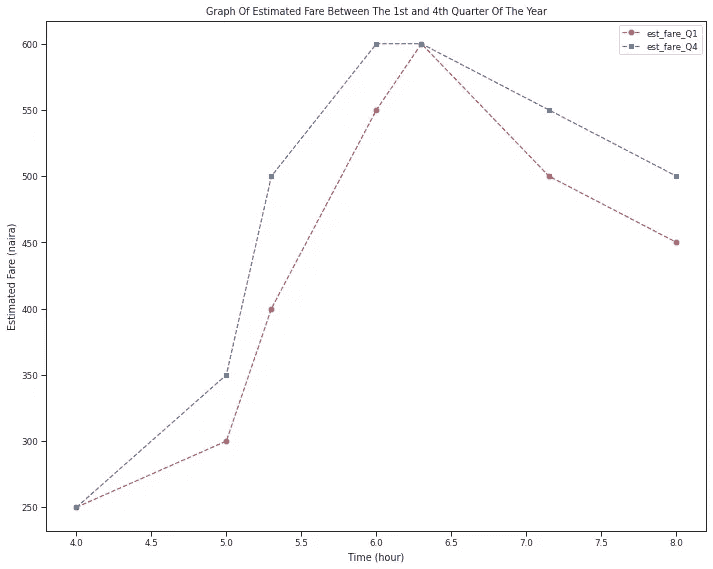 Graph Of Estimated Fare Between The 1st and 4th Quarter Of The Year
est_fare_Q1
est_fare_Q4
600
550
500
450
400
350
300
250
Estimated Fare (naira)
4.0 4.5 5.0 5.5 6.0 6.5 7.0 7.5 8.0
Time (hour)